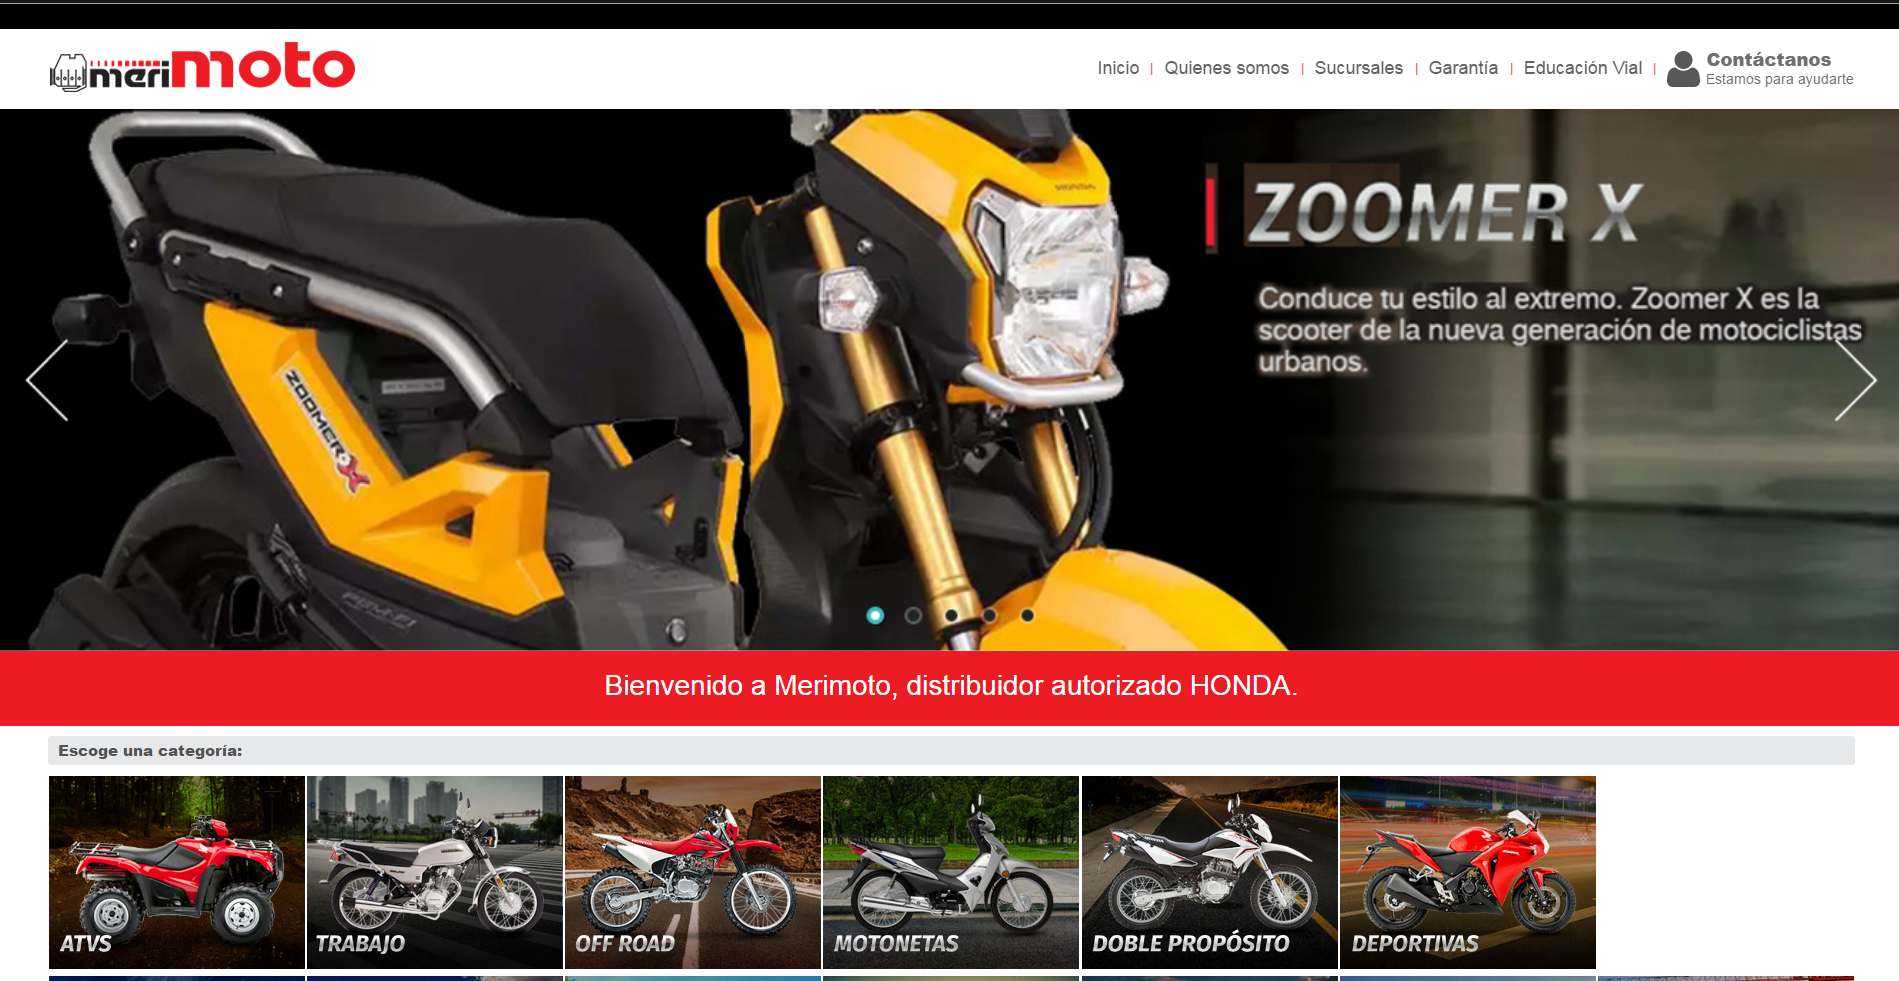 merimoto
Inicio | Quienes somos | Sucursales | Garantía | Educación Vial |
Contáctanos
Estamos para ayudarte
HONDA
ZOOMER X
Conduce tu estilo al extremo. Zoomer X es la
scooter de la nueva generación de motociclistas
urbanos.
ZOOMER-X
Bienvenido a Merimoto, distribuidor autorizado HONDA.
Escoge una categoría:
ATVS
TRABAJO
OFF ROAD
MOTONETAS
DOBLE PROPÓSITO
DEPORTIVAS